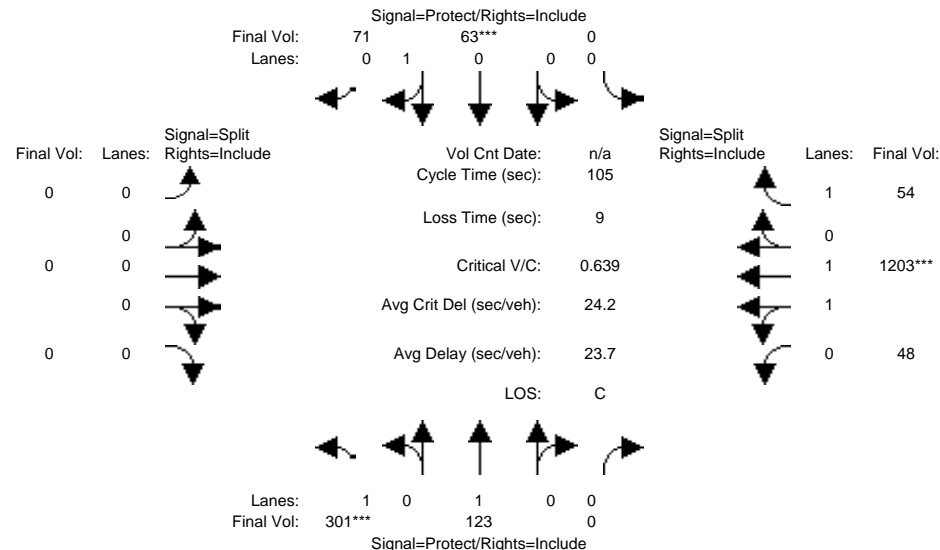 Signal=Protect/Rights=Include
Final Vol: 71 63*** 0
Lanes: 0 1 0 0 0
Signal=Split Signal=Split
Final Vol: Lanes: Rights=Include Vol Cnt Date: n/a Rights=Include Lanes: Final Vol:
Cycle Time (sec): 105
0 0 1 54
Loss Time (sec): 9
0 0
0 0 Critical V/C: 0.639 1 1203***
0 Avg Crit Del (sec/veh): 24.2 1
0 0 Avg Delay (sec/veh): 23.7 0 48
LOS: C
Lanes: 1 0 1 0 0
Final Vol: 301*** 123 0
Signal=Protect/Rights=Include